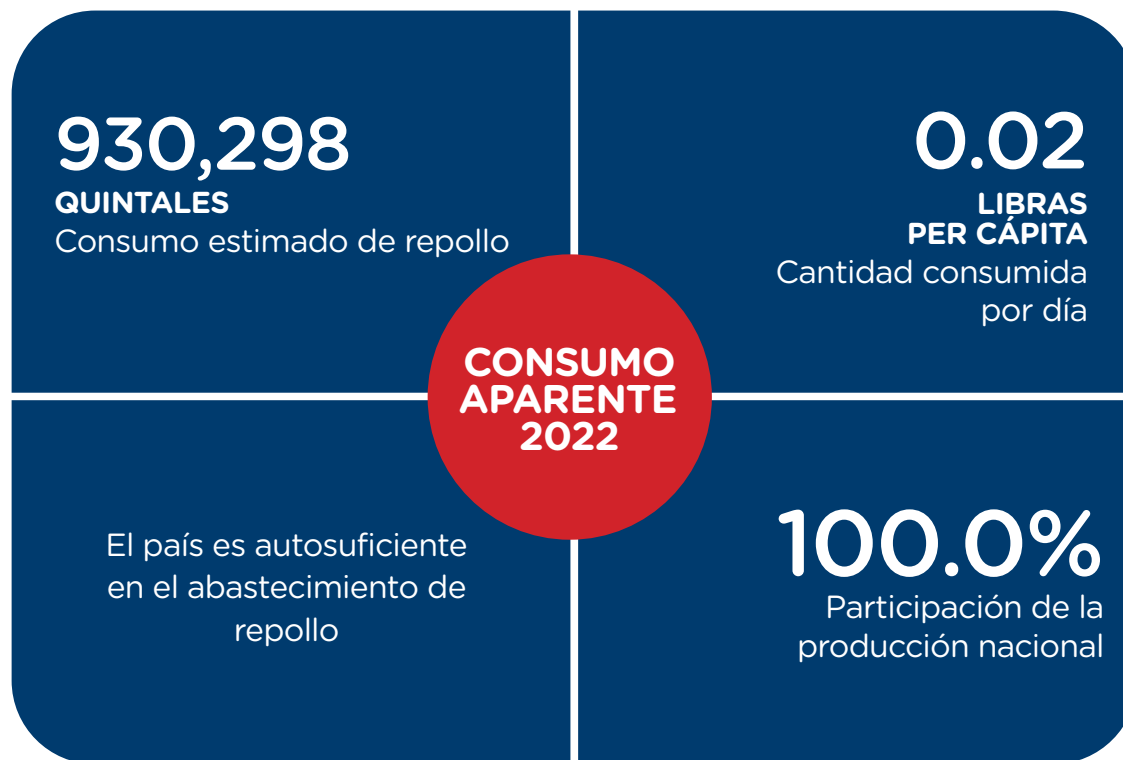 930,298
QUINTALES
Consumo estimado de repollo
0.02
LIBRAS
PER CÁPITA
Cantidad consumida
por día
CONSUMO
APARENTE
2022
El país es autosuficiente
en el abastecimiento de
repollo
100.0%
Participación de la
producción nacional